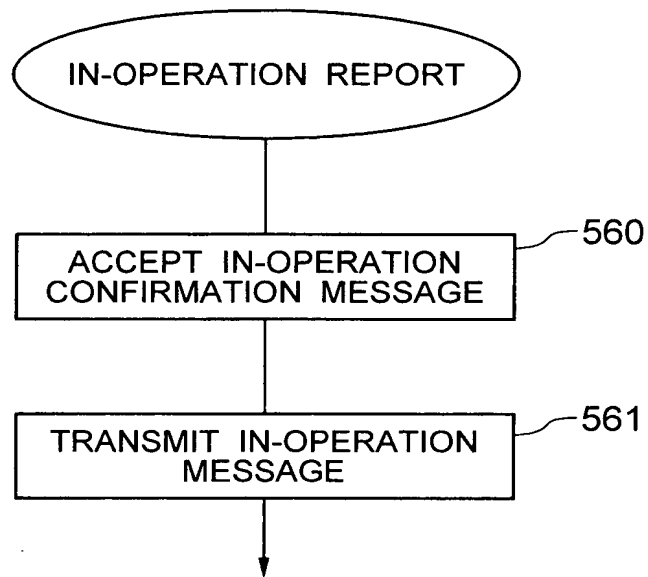 IN-OPERATION REPORT
560
ACCEPT IN-OPERATION
CONFIRMATION MESSAGE
561
TRANSMIT IN-OPERATION
MESSAGE